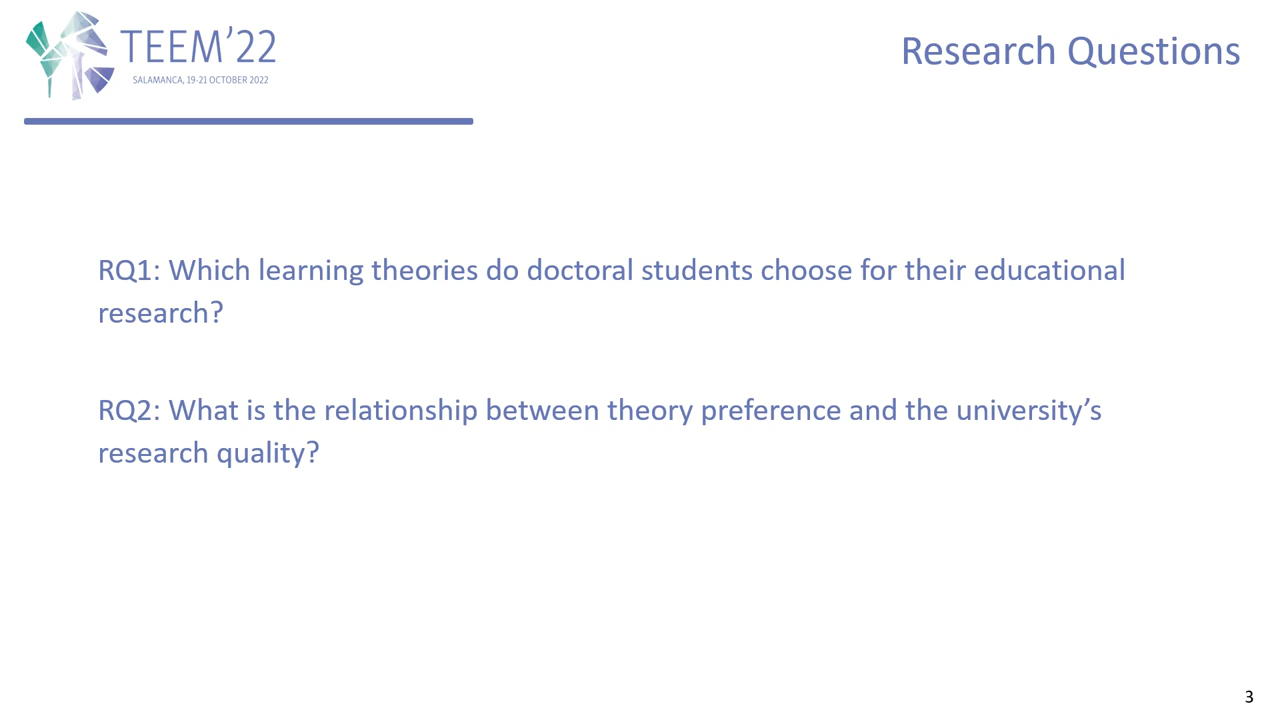 TEEM’22
SALAMANCA, 19-21 OCTOBER 2022
Research Questions
RQ1: Which learning theories do doctoral students choose for their educational
research?
RQ2: What is the relationship between theory preference and the university’s
research quality?
3